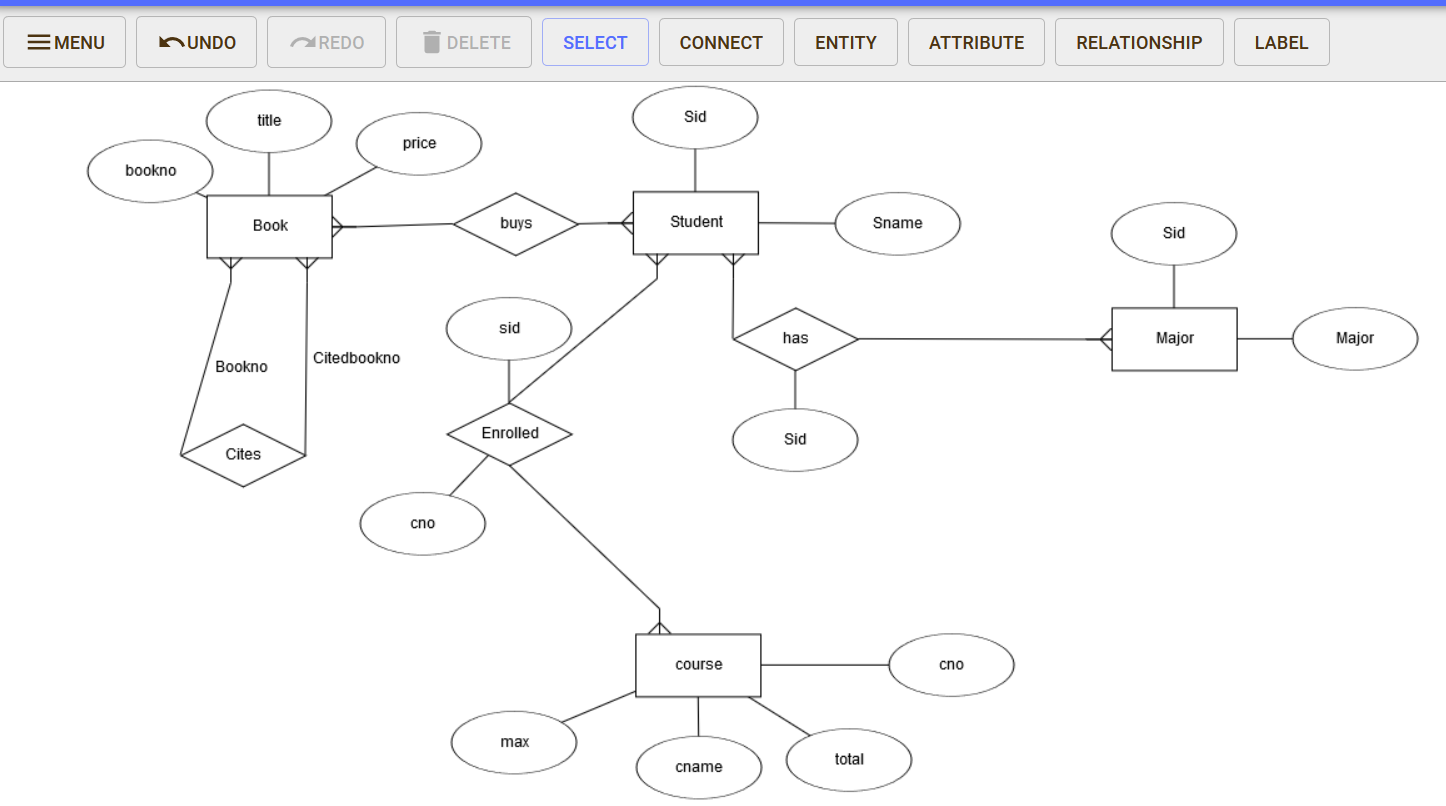 MENU
UNDO
REDO
DELETE
SELECT
CONNECT
ENTITY
ATTRIBUTE
RELATIONSHIP
LABEL
title
Sid
price
bookno
Book
buys
Student
Sname
Sid
sid
has
Major
Major
Bookno
Citedbookno
Enrolled
Sid
Cites
cno
course
cno
max
cname
total